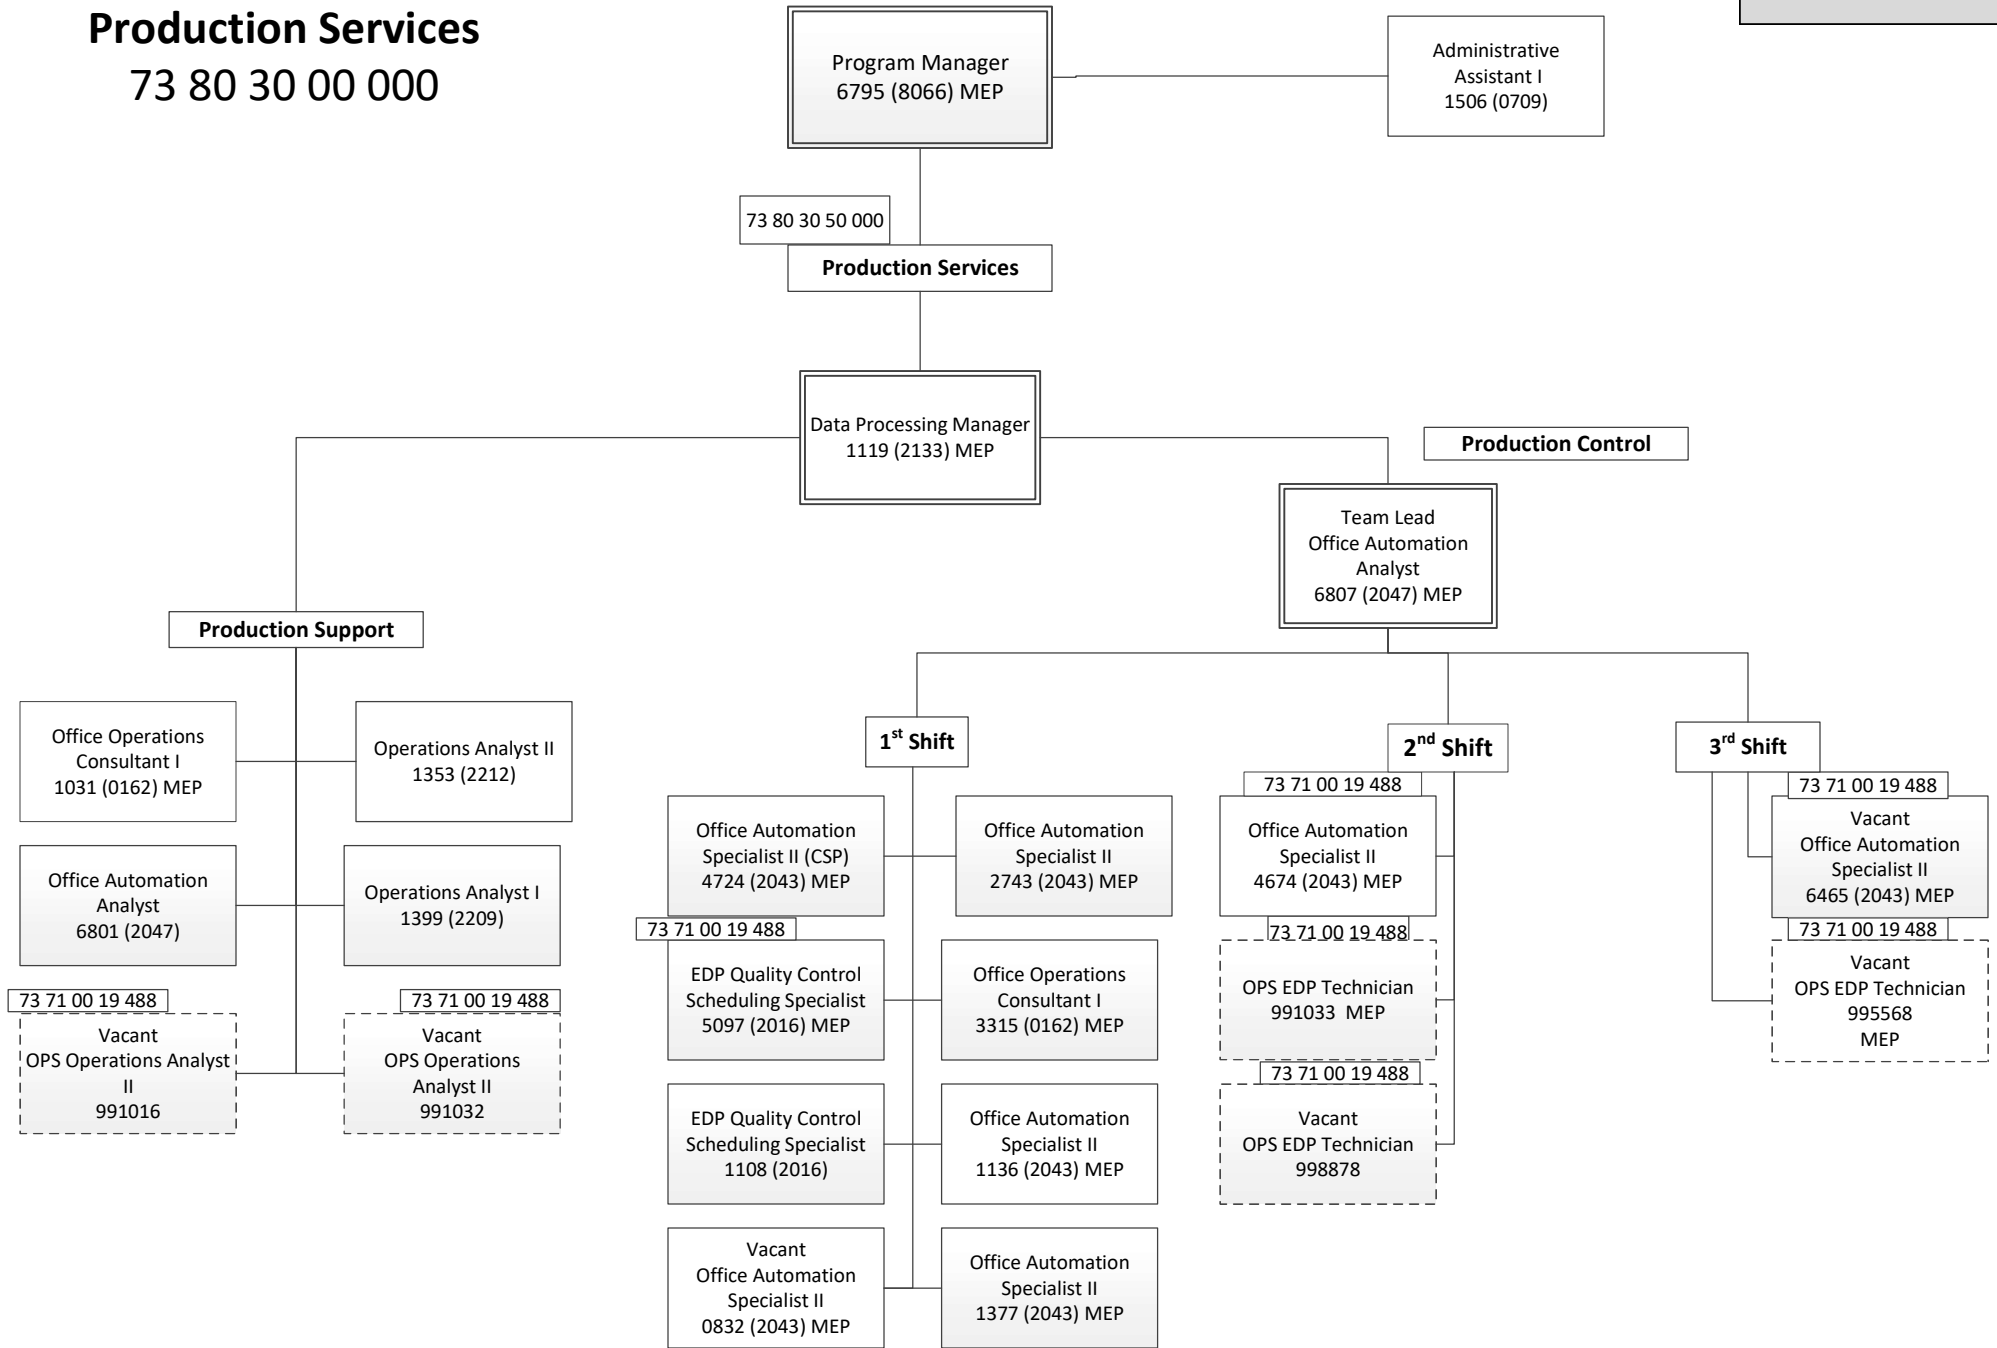 Production Services
73 80 30 00 000
Program Manager
6795 (8066) MEP
Administrative
Assistant I
1506 (0709)
73 80 30 50 000
Production Services
Data Processing Manager
1119 (2133) MEP
Production Control
Team Lead
Office Automation
Analyst
6807 (2047) MEP
Production Support
Office Operations
Consultant I
1031 (0162) MEP
Operations Analyst II
1353 (2212)
Office Automation
Analyst
6801 (2047)
Operations Analyst I
1399 (2209)
73 71 00 19 488
Vacant
OPS Operations Analyst
II
991016
73 71 00 19 488
Vacant
OPS Operations
Analyst II
991032
1st Shift
Office Automation
Specialist II (CSP)
4724 (2043) MEP
Office Automation
Specialist II
2743 (2043) MEP
73 71 00 19 488
EDP Quality Control
Scheduling Specialist
5097 (2016) MEP
Office Operations
Consultant I
3315 (0162) MEP
EDP Quality Control
Scheduling Specialist
1108 (2016)
Office Automation
Specialist II
1136 (2043) MEP
Vacant
Office Automation
Specialist II
0832 (2043) MEP
Office Automation
Specialist II
1377 (2043) MEP
2nd Shift
73 71 00 19 488
Office Automation
Specialist II
4674 (2043) MEP
73 71 00 19 488
OPS EDP Technician
991033 MEP
73 71 00 19 488
Vacant
OPS EDP Technician
998878
3rd Shift
73 71 00 19 488
Vacant
Office Automation
Specialist II
6465 (2043) MEP
73 71 00 19 488
Vacant
OPS EDP Technician
995568
MEP